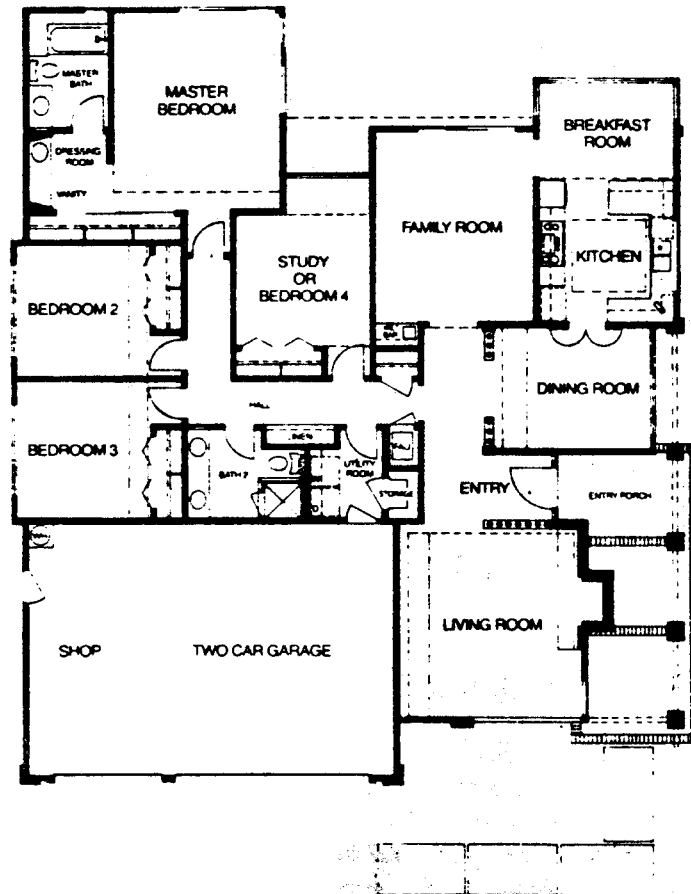 MASTER
BATH
MASTER
BEDROOM
BREAKFAST
ROOM
DRESSING
ROOM
VANITY
FAMILY ROOM
KITCHEN
STUDY
OR
BEDROOM 4
BEDROOM 2
DINING ROOM
HALL
BEDROOM 3
LINEN
BATH 2
UTILITY
ROOM
STORAGE
ENTRY
ENTRY PORCH
LIVING ROOM
SHOP
TWO CAR GARAGE